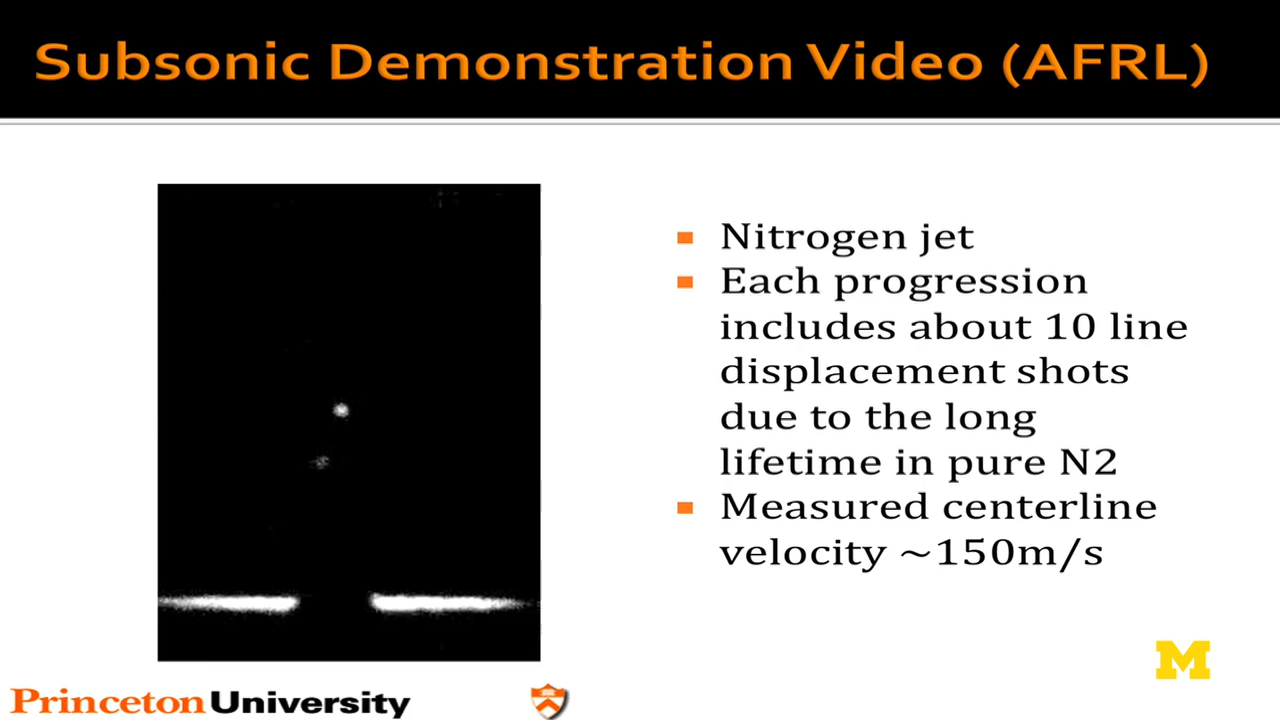 Subsonic Demonstration Video (AFRL)
Nitrogen jet
Each progression
includes about 10 line
displacement shots
due to the long
lifetime in pure N2
Measured centerline
velocity ~150m/s
M
Princeton University